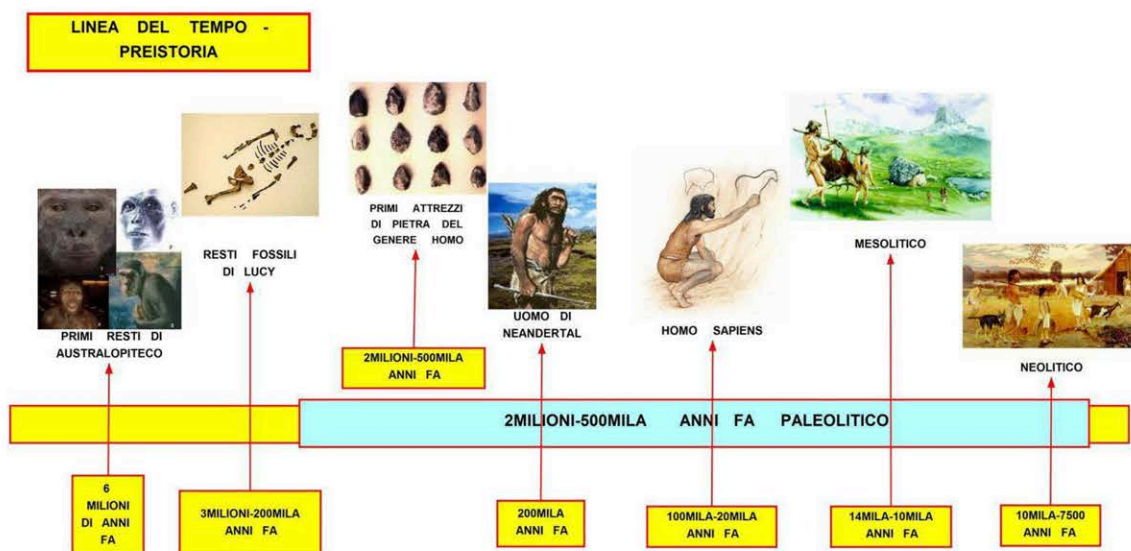 LINEA DEL TEMPO -
PREISTORIA
PRIMI RESTI DI
AUSTRALOPITECO
RESTI FOSSILI
DI LUCY
PRIMI ATTREZZI
DI PIETRA DEL
GENERE HOMO
2MILIONI-500MILA
ANNI FA
UOMO DI
NEANDERTAL
HOMO SAPIENS
MESOLITICO
NEOLITICO
2MILIONI-500MILA ANNI FA PALEOLITICO
6
MILIONI
DI ANNI
FA
3MILIONI-200MILA
ANNI FA
200MILA
ANNI FA
100MILA-20MILA
ANNI FA
14MILA-10MILA
ANNI FA
10MILA-7500
ANNI FA